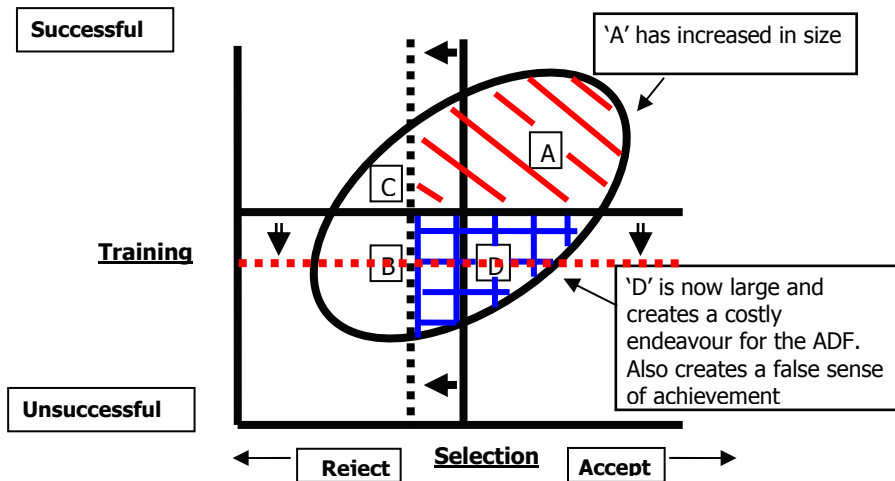 Successful
‘A’ has increased in size
A
C
Training
B
D
‘D’ is now large and
creates a costly
endeavour for the ADF.
Also creates a false sense
of achievement
Unsuccessful
Reject
Selection
Accept